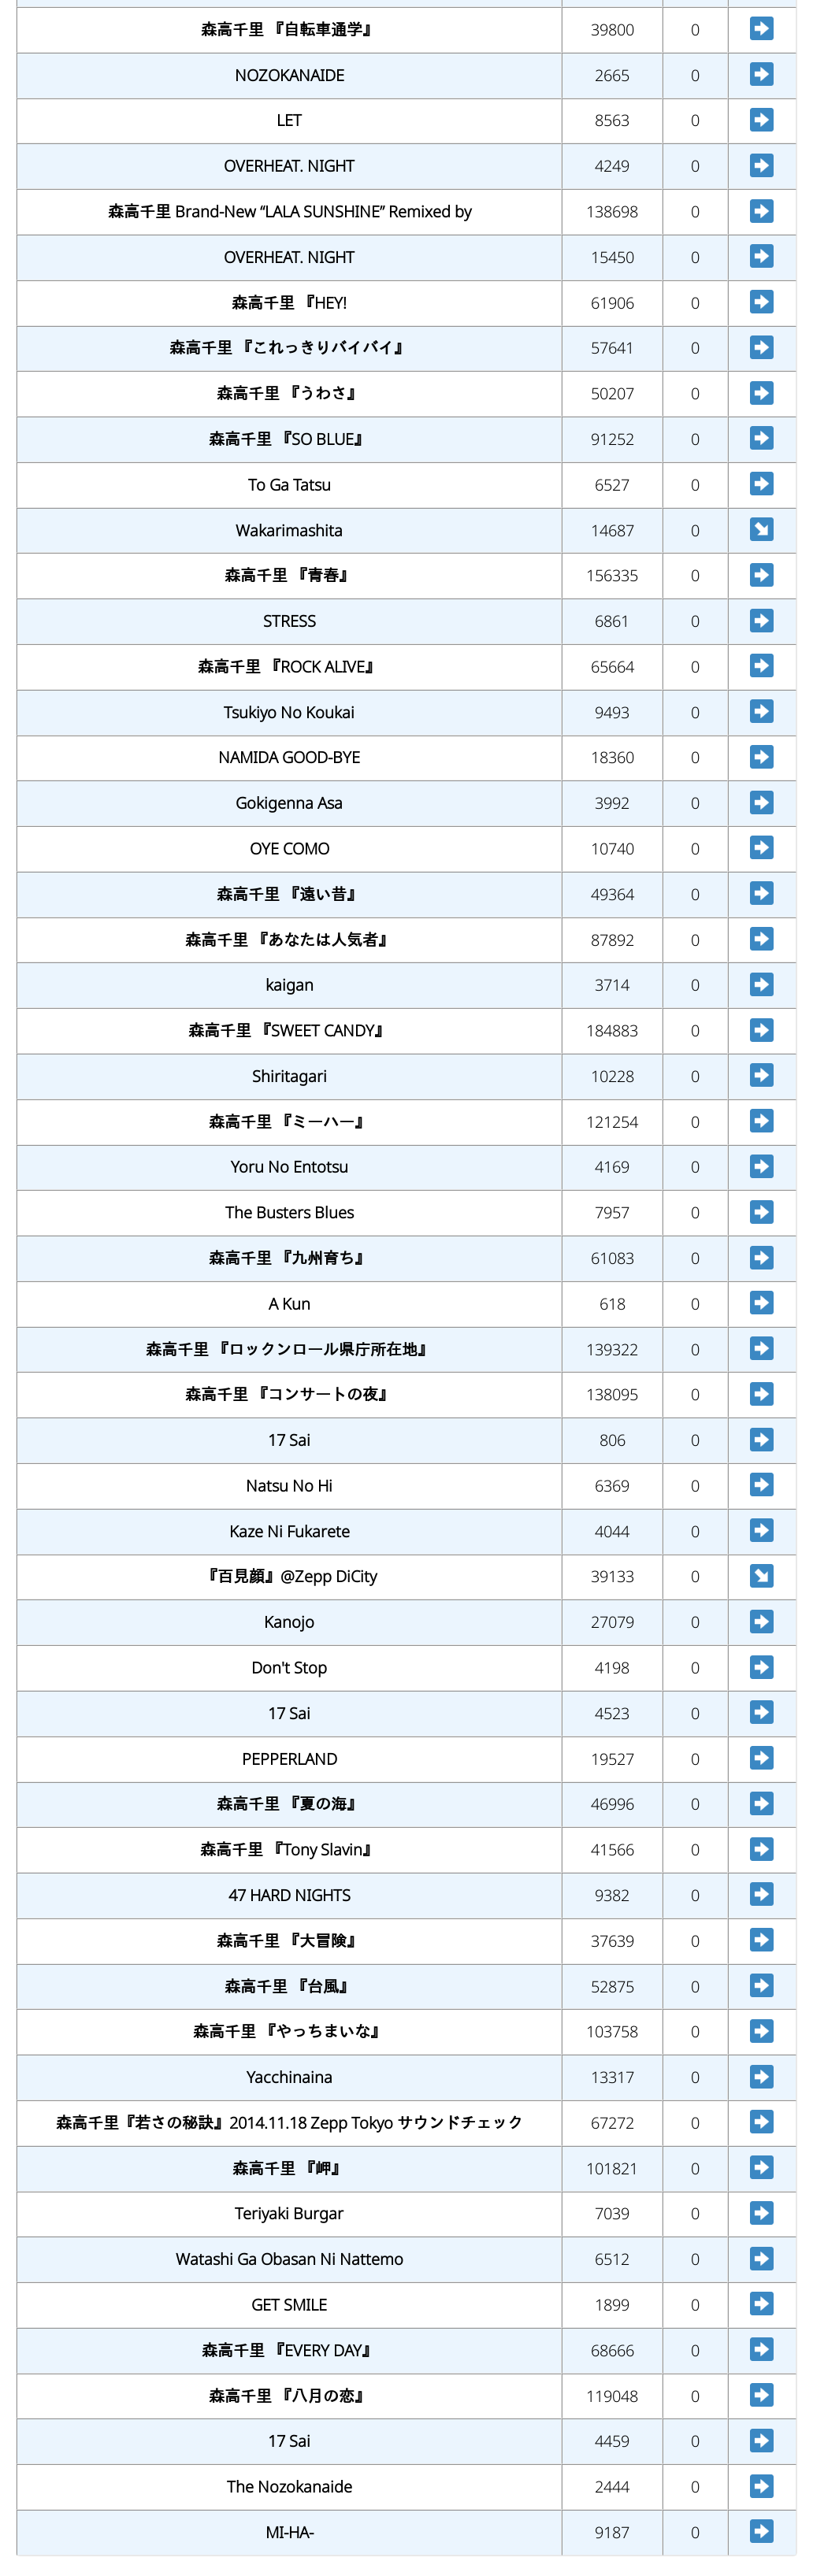 森高千里 『自転車通学』 39800 0
NOZOKANAIDE 2665 0
LET 8563 0
OVERHEAT. NIGHT 4249 0
森高千里 Brand-New “LALA SUNSHINE” Remixed by 138698 0
OVERHEAT. NIGHT 15450 0
森高千里 『HEY! 61906 0
森高千里 『これっきりバイバイ』 57641 0
森高千里 『うわさ』 50207 0
森高千里 『SO BLUE』 91252 0
To Ga Tatsu 6527 0
Wakarimashita 14687 0
森高千里 『青春』 156335 0
STRESS 6861 0
森高千里 『ROCK ALIVE』 65664 0
Tsukiyo No Koukai 9493 0
NAMIDA GOOD-BYE 18360 0
Gokigenna Asa 3992 0
OYE COMO 10740 0
森高千里 『遠い昔』 49364 0
森高千里 『あなたは人気者』 87892 0
kaigan 3714 0
森高千里 『SWEET CANDY』 184883 0
Shiritagari 10228 0
森高千里 『ミーハー』 121254 0
Yoru No Entotsu 4169 0
The Busters Blues 7957 0
森高千里 『九州育ち』 61083 0
A Kun 618 0
森高千里 『ロックンロール県庁所在地』 139322 0
森高千里 『コンサートの夜』 138095 0
17 Sai 806 0
Natsu No Hi 6369 0
Kaze Ni Fukarete 4044 0
『百見顔』@Zepp DiCity 39133 0
Kanojo 27079 0
Don't Stop 4198 0
17 Sai 4523 0
PEPPERLAND 19527 0
森高千里 『夏の海』 46996 0
森高千里 『Tony Slavin』 41566 0
47 HARD NIGHTS 9382 0
森高千里 『大冒険』 37639 0
森高千里 『台風』 52875 0
森高千里 『やっちまいな』 103758 0
Yacchinaina 13317 0
森高千里『若さの秘訣』2014.11.18 Zepp Tokyo サウンドチェック 67272 0
森高千里 『岬』 101821 0
Teriyaki Burgar 7039 0
Watashi Ga Obasan Ni Nattemo 6512 0
GET SMILE 1899 0
森高千里 『EVERY DAY』 68666 0
森高千里 『八月の恋』 119048 0
17 Sai 4459 0
The Nozokanaide 2444 0
MI-HA- 9187 0